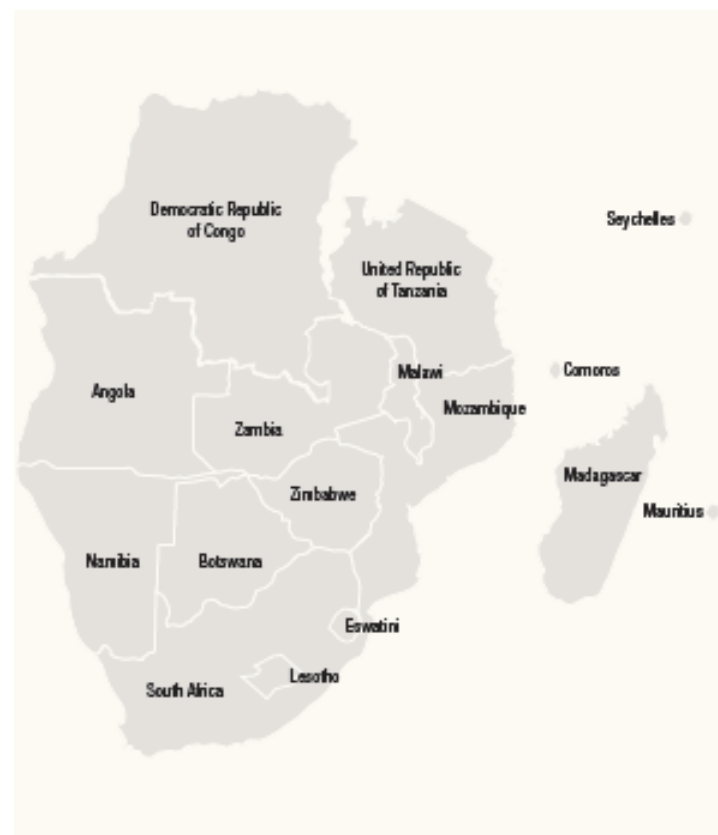 Democratic Republic
of Congo
Seychelles
United Republic
of Tanzania
Malawi
Comoros
Angola
Mozambique
Zambia
Madagascar
Zimbabwe
Mauritius
Namibia
Botswana
Eswatini
Lesotho
South Africa